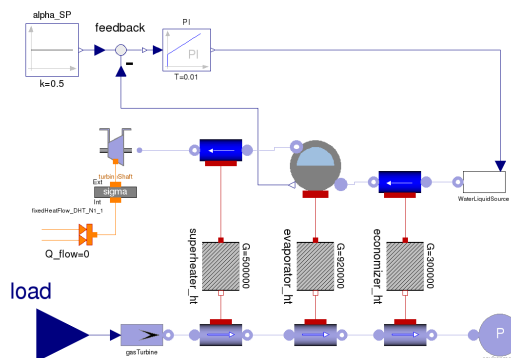 alpha_SP
feedback
PI
PI
k=0.5
T=0.01
turbineShaft
Ext
sigma
Int
fixedHeatFlow_DHT_N1_1
Q_flow=0
WaterLiquidSource
superheater_ht
G=500000
evaporator_ht
G=920000
economizer_ht
G=300000
load
gasTurbine
P